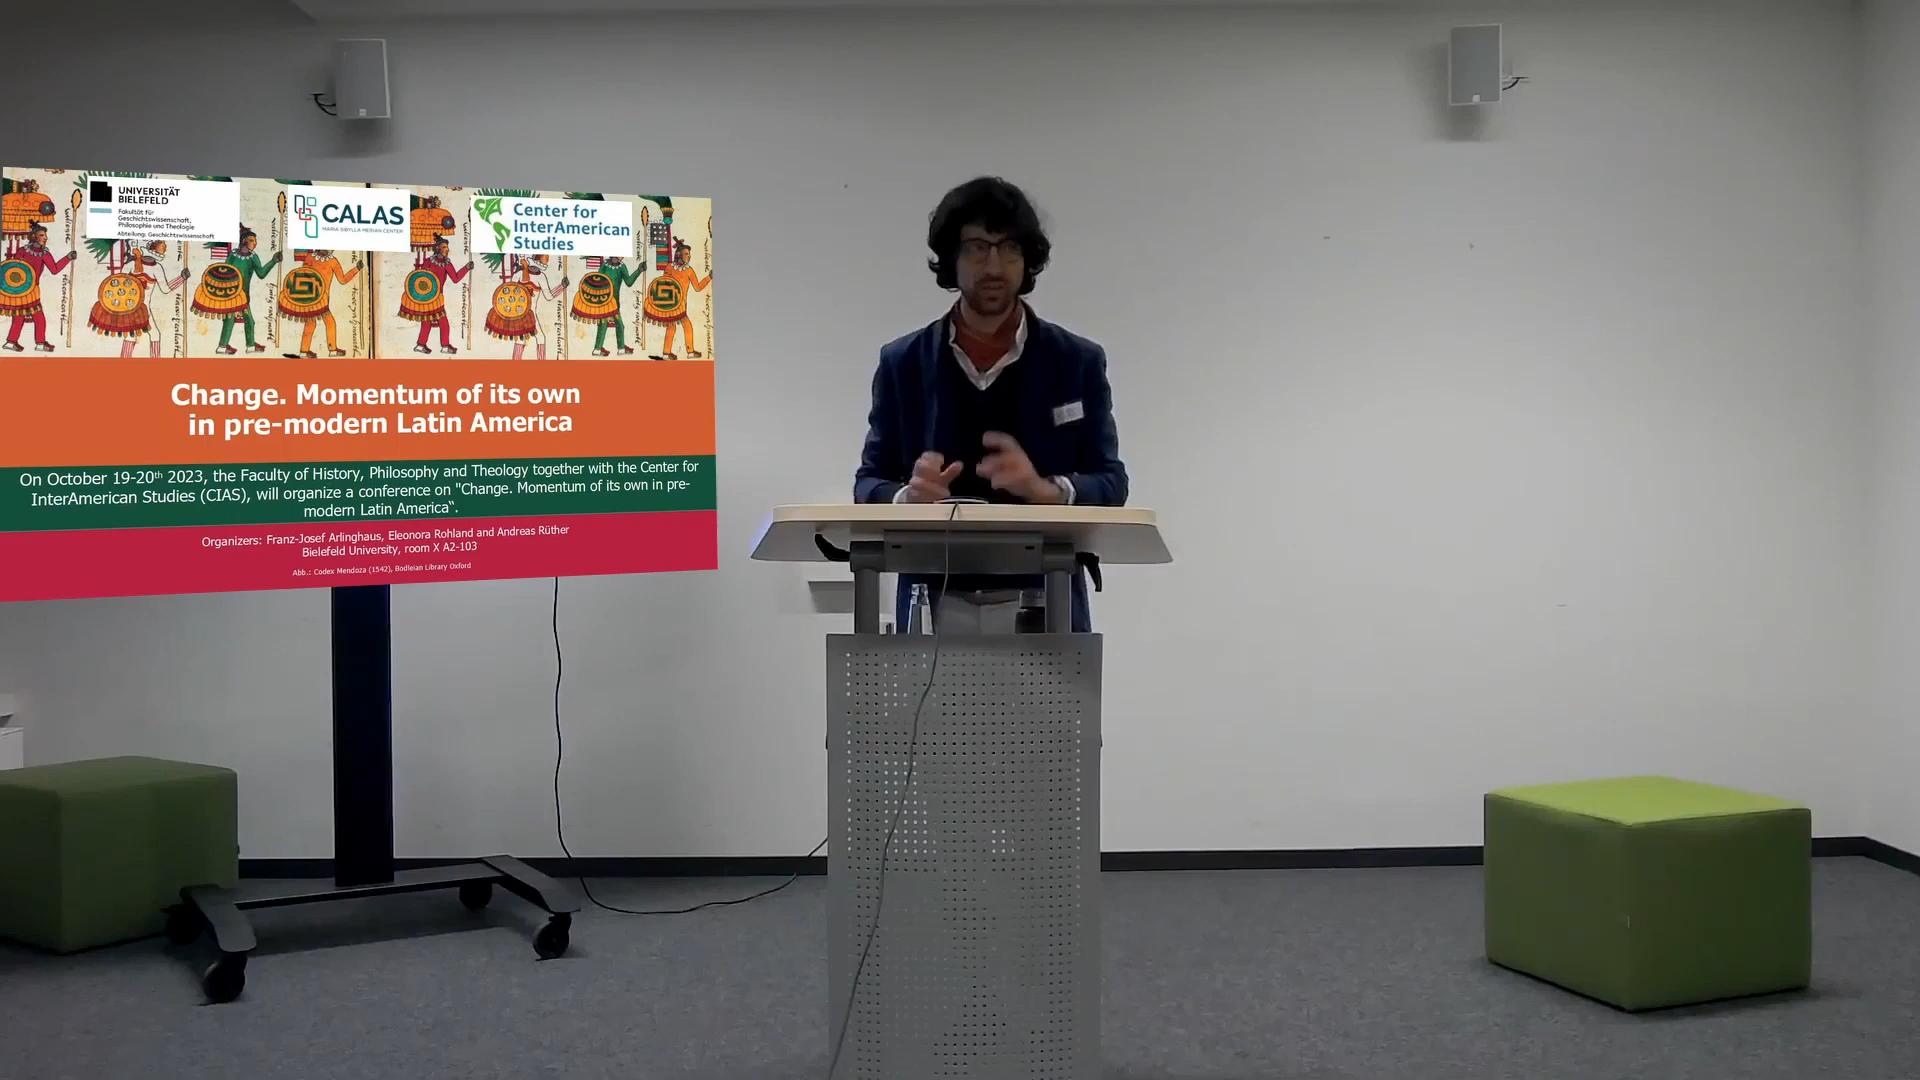 UNIVERSITÄT
BIELEFELD
Fakultät für
Geschichtswissenschaft,
Philosophie und Theologie
Abteilung: Geschichtswissenschaft
CALAS
MARIA SIBYLLA MERIAN CENTER
CIAS
Center for
InterAmerican
Studies
Change. Momentum of its own
in pre-modern Latin America
On October 19-20th 2023, the Faculty of History, Philosophy and Theology together with the Center for
InterAmerican Studies (CIAS), will organize a conference on "Change. Momentum of its own in pre-
modern Latin America“.
Organizers: Franz-Josef Arlinghaus, Eleonora Rohland and Andreas Rüther
Bielefeld University, room X A2-103
Abb.: Codex Mendoza (1542), Bodleian Library Oxford